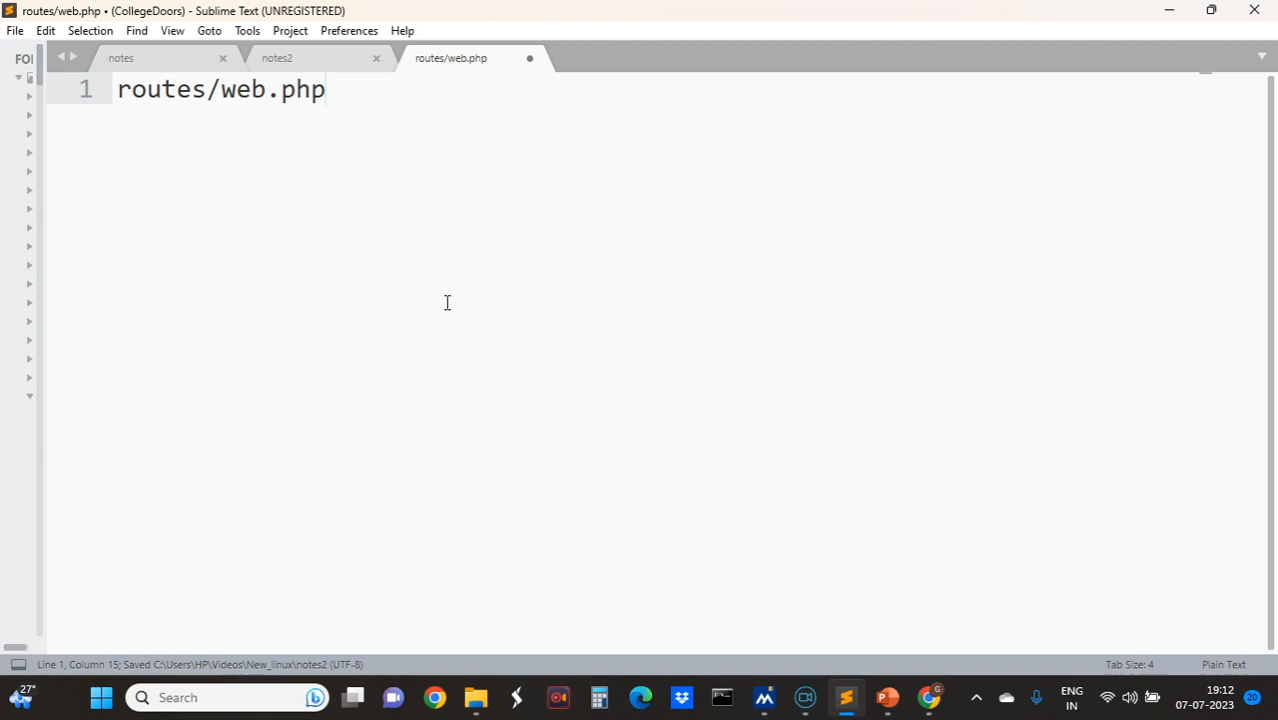 routes/web.php • (CollegeDoors) - Sublime Text (UNREGISTERED)
File Edit Selection Find View Goto Tools Project Preferences Help
FOI
notes
notes2
routes/web.php
1 routes/web.php
Line 1, Column 15; Saved C:\Users\HP\Videos\New_linux\notes2 (UTF-8)
Tab Size: 4
Plain Text
27°
Search
G
ENG
IN
19:12
07-07-2023
20